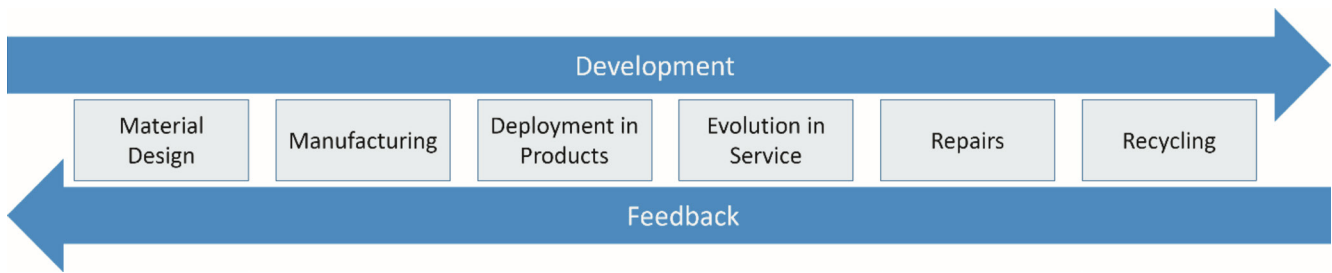 Development
Material
Design
Manufacturing
Deployment in
Products
Evolution in
Service
Repairs
Recycling
Feedback